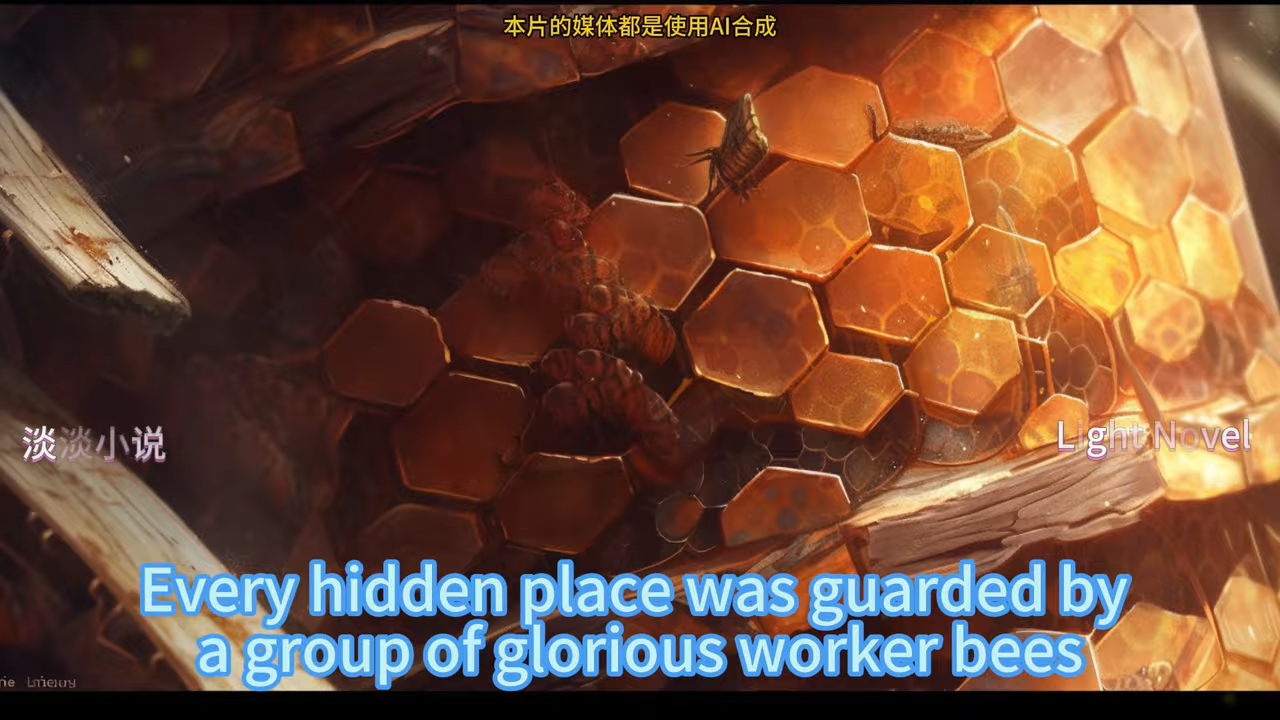 本片的媒体都是使用AI合成
淡淡小说
Light Novel
Every hidden place was guarded by
a group of glorious worker bees